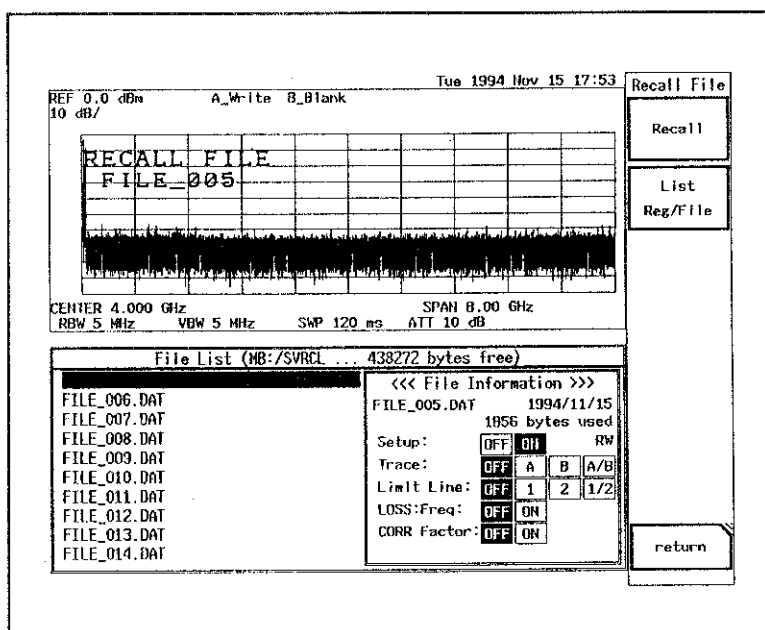 Tue 1994 Nov 15 17:53
REF 0.0 dBm A_Write B_Blank
10 dB/
RECALL FILE
FILE_005
CENTER 4.000 GHz SPAN 8.00 GHz
RBW 5 MHz VBW 5 MHz SWP 120 ms ATT 10 dB
File List (MB:/SVRCL ... 438272 bytes free)
FILE_006.DAT
FILE_007.DAT
FILE_008.DAT
FILE_009.DAT
FILE_010.DAT
FILE_011.DAT
FILE_012.DAT
FILE_013.DAT
FILE_014.DAT
<<< File Information >>>
FILE_005.DAT 1994/11/15
1856 bytes used
Setup: OFF ON RW
Trace: OFF A B A/B
Limit Line: OFF 1 2 1/2
LOSS:Freq: OFF ON
CORR Factor: OFF ON
Recall File
Recall
List
Reg/File
return